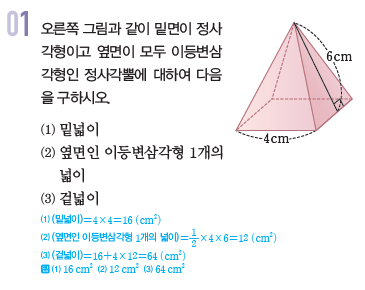 01 오른쪽 그림과 같이 밑면이 정사
각형이고 옆면이 모두 이등변삼
각형인 정사각뿔에 대하여 다음
을 구하시오.
6cm
4cm
(1) 밑넓이
(2) 옆면인 이등변삼각형 1개의
넓이
(3) 겉넓이
(1) (밑넓이)=4×4=16 (cm²)
(2) (옆면인 이등변삼각형 1개의 넓이)=1/2×4×6=12 (cm²)
(3) (겉넓이)=16+4×12=64 (cm²)
답 (1) 16 cm² (2) 12 cm² (3) 64 cm²